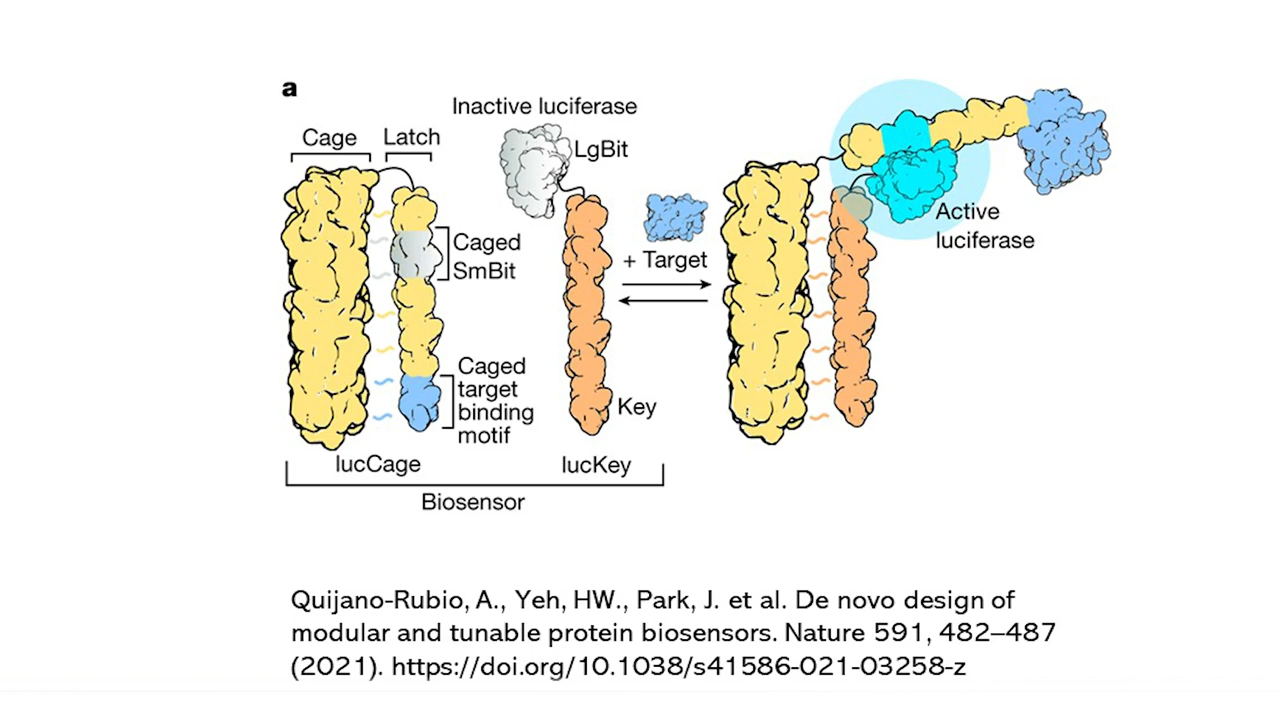 a
Inactive luciferase
Cage
Latch
LgBit
Caged
SmBit
+ Target
Active
luciferase
Caged
target
binding
motif
Key
lucCage
lucKey
Biosensor
Quijano-Rubio, A., Yeh, HW., Park, J. et al. De novo design of
modular and tunable protein biosensors. Nature 591, 482–487
(2021). https://doi.org/10.1038/s41586-021-03258-z